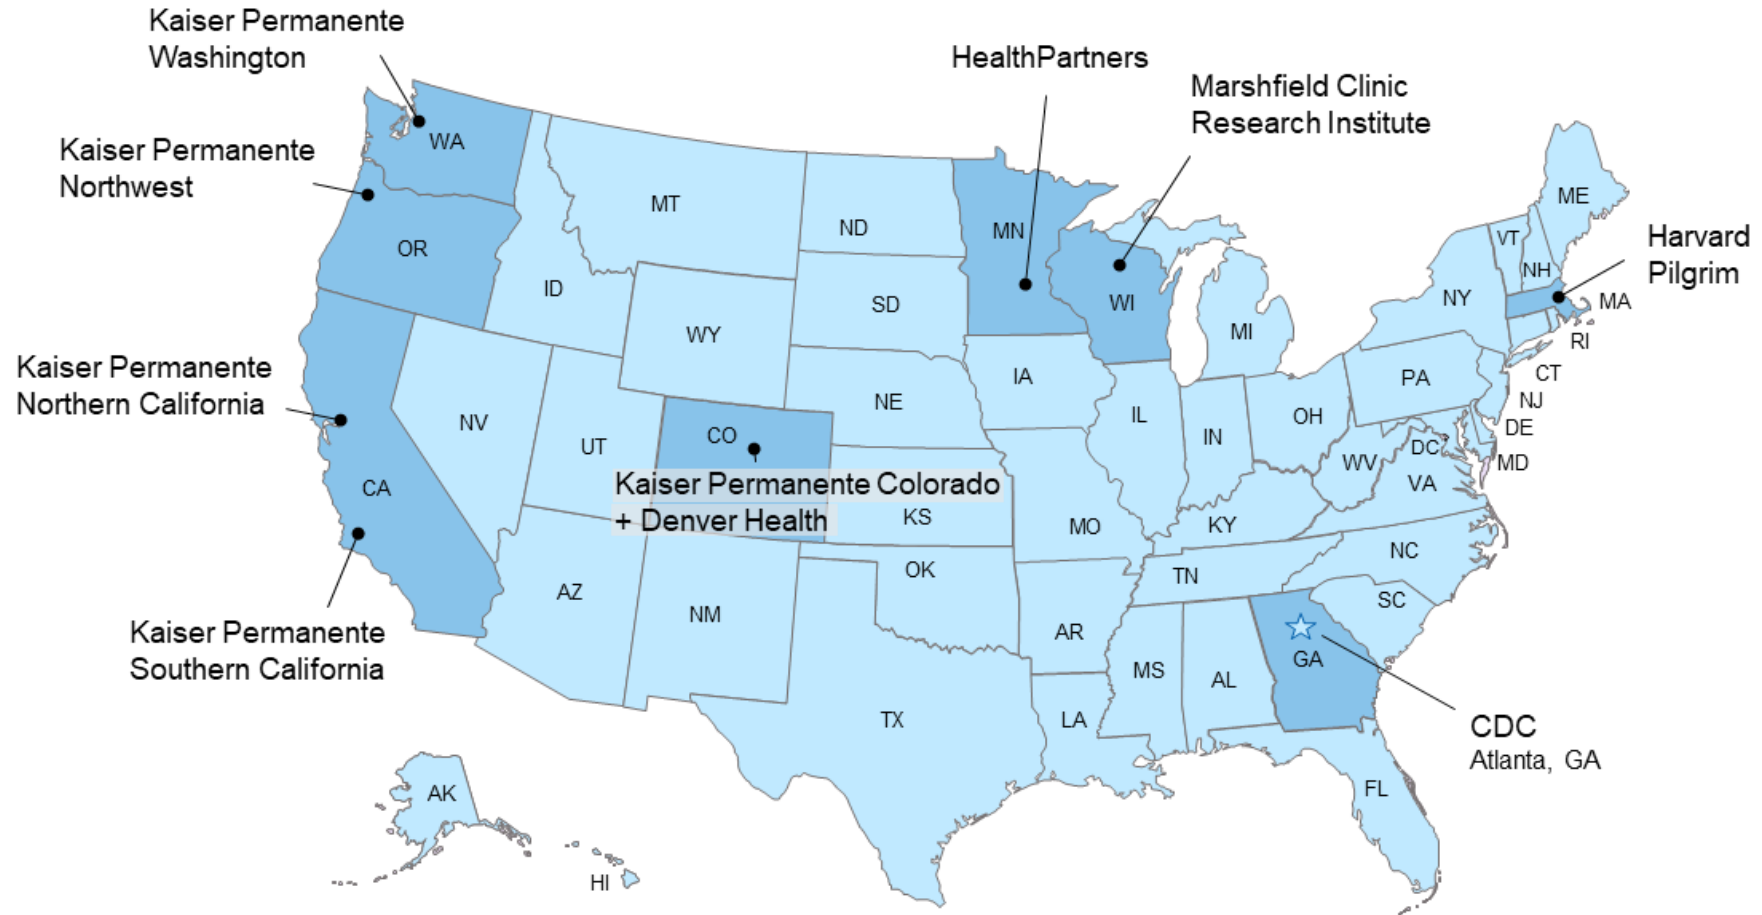 Kaiser Permanente
Washington
HealthPartners
Marshfield Clinic
Research Institute
Kaiser Permanente
Northwest
WA
OR
MT
ID
ND
MN
SD
WY
WI
MI
ME
VT
NH
NY
MA
RI
CT
Harvard
Pilgrim
Kaiser Permanente
Northern California
NV
UT
CO
NE
IA
IL
IN
OH
PA
NJ
DE
MD
DC
WV
VA
CA
Kaiser Permanente Colorado
+ Denver Health
KS
MO
KY
NC
TN
SC
AZ
NM
OK
AR
MS
AL
GA
Kaiser Permanente
Southern California
TX
LA
FL
CDC
Atlanta, GA
AK
HI